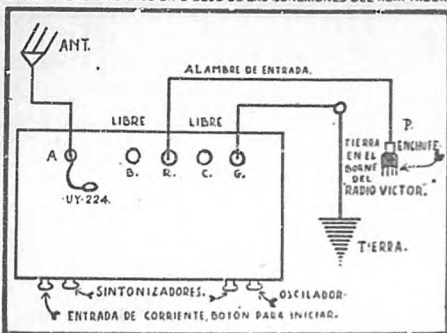 ANT.
ALAMBRE DE ENTRADA.
LIBRE LIBRE
P.
ENCHUFE.
A B. R. C. G.
TIERRA
EN EL
BORNE
DEL
"RADIO VICTOR".
UY-224.
TIERRA.
SINTONIZADORES.
OSCILADOR.
ENTRADA DE CORRIENTE, BOTÓN PARA INICIAR.